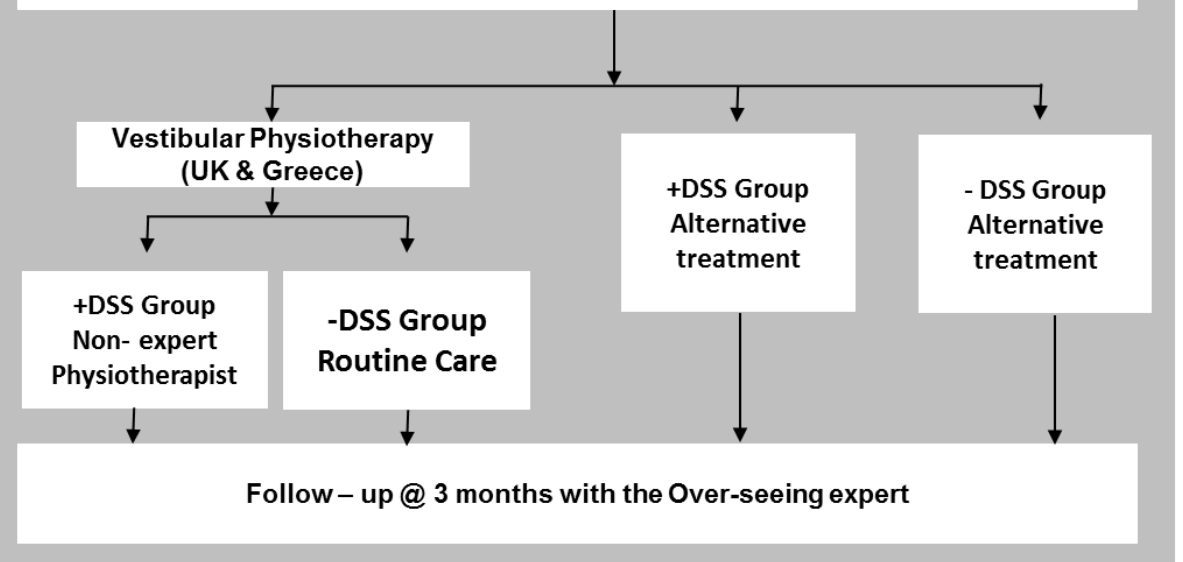 Vestibular Physiotherapy
(UK & Greece)
+DSS Group
Alternative
treatment
- DSS Group
Alternative
treatment
+DSS Group
Non- expert
Physiotherapist
-DSS Group
Routine Care
Follow – up @ 3 months with the Over-seeing expert